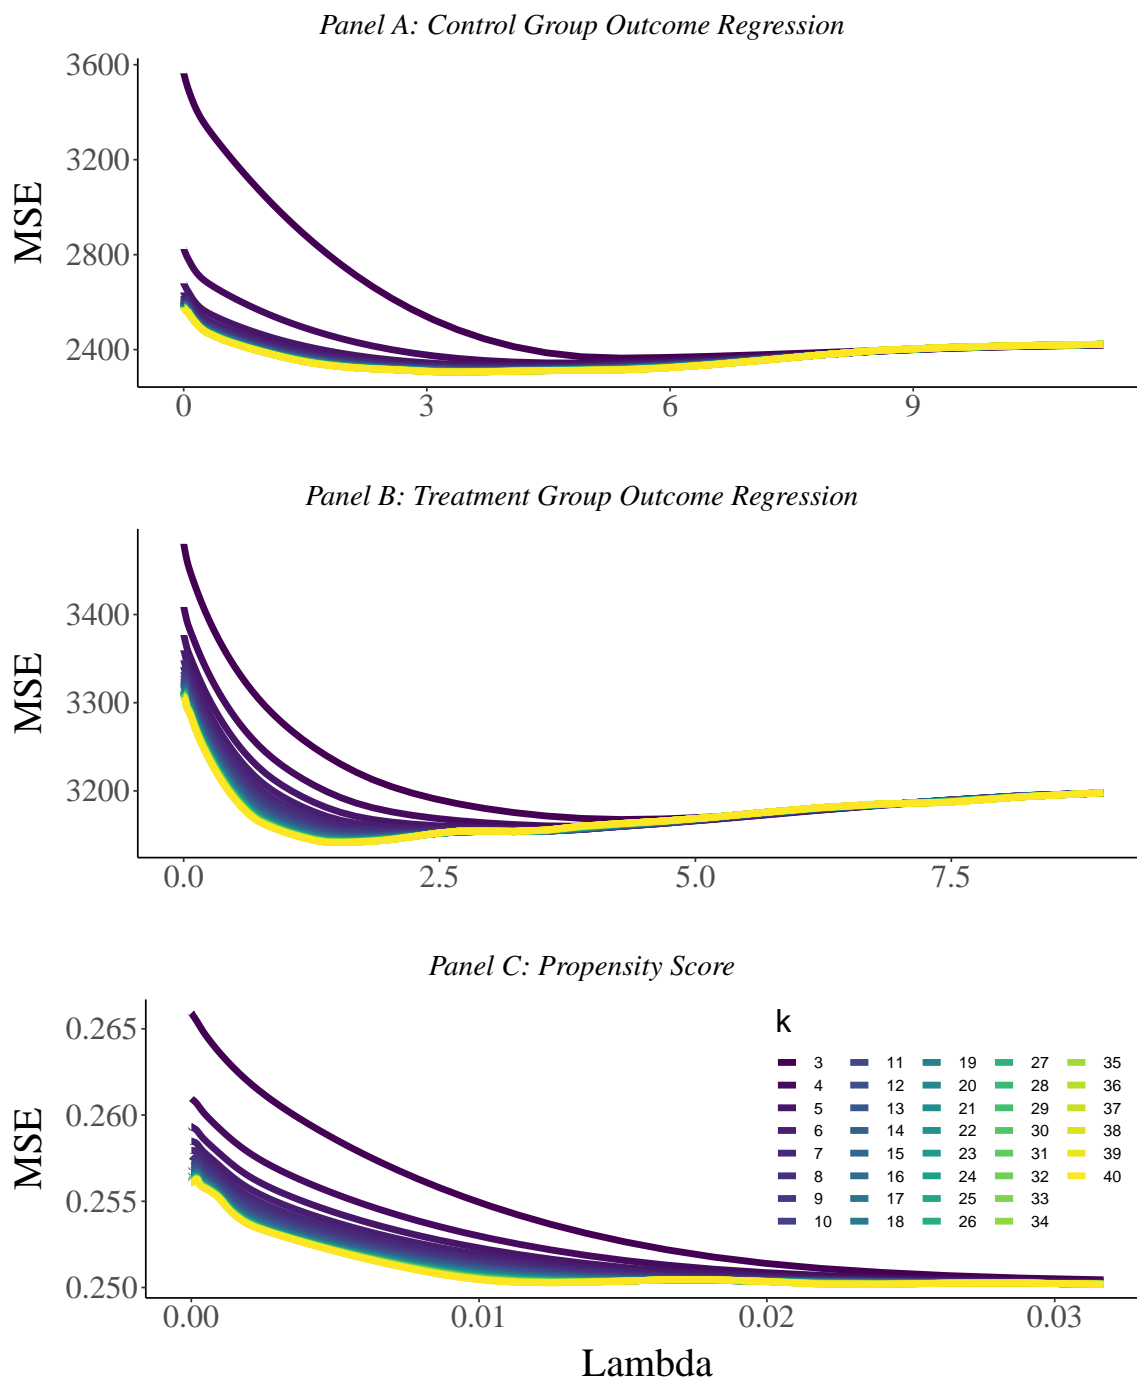 Panel A: Control Group Outcome Regression
3600
3200
2800
2400
MSE
0 3 6 9
Panel B: Treatment Group Outcome Regression
3400
3300
3200
MSE
0.0 2.5 5.0 7.5
Panel C: Propensity Score
0.265
0.260
0.255
0.250
MSE
k
3 11 19 27 35
4 12 20 28 36
5 13 21 29 37
6 14 22 30 38
7 15 23 31 39
8 16 24 32 40
9 17 25 33
10 18 26 34
0.00 0.01 0.02 0.03
Lambda